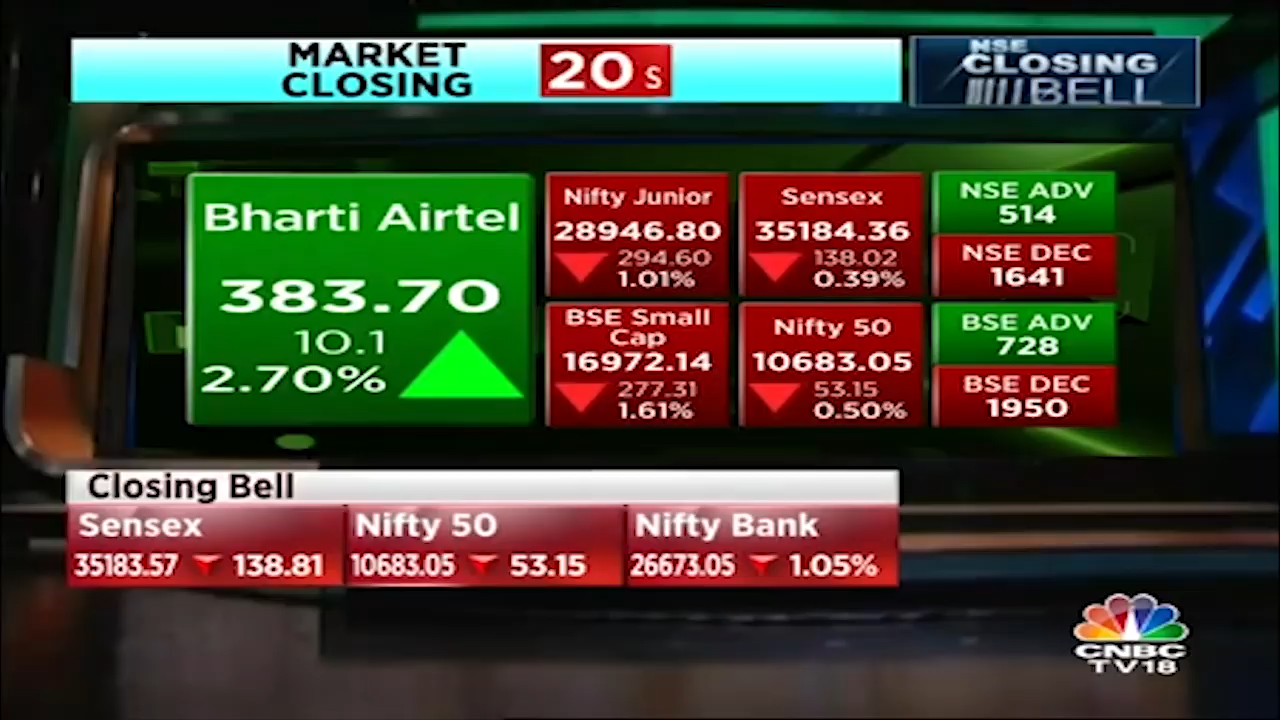 MARKET
CLOSING
20 S
NSE
CLOSING
BELL
Bharti Airtel
383.70
10.1
2.70%
Nifty Junior
28946.80
294.60
1.01%
Sensex
35184.36
138.02
0.39%
NSE ADV
514
NSE DEC
1641
BSE Small
Cap
16972.14
277.31
1.61%
Nifty 50
10683.05
53.15
0.50%
BSE ADV
728
BSE DEC
1950
Closing Bell
Sensex
35183.57 138.81
Nifty 50
10683.05 53.15
Nifty Bank
26673.05 1.05%
CNBC
TV18